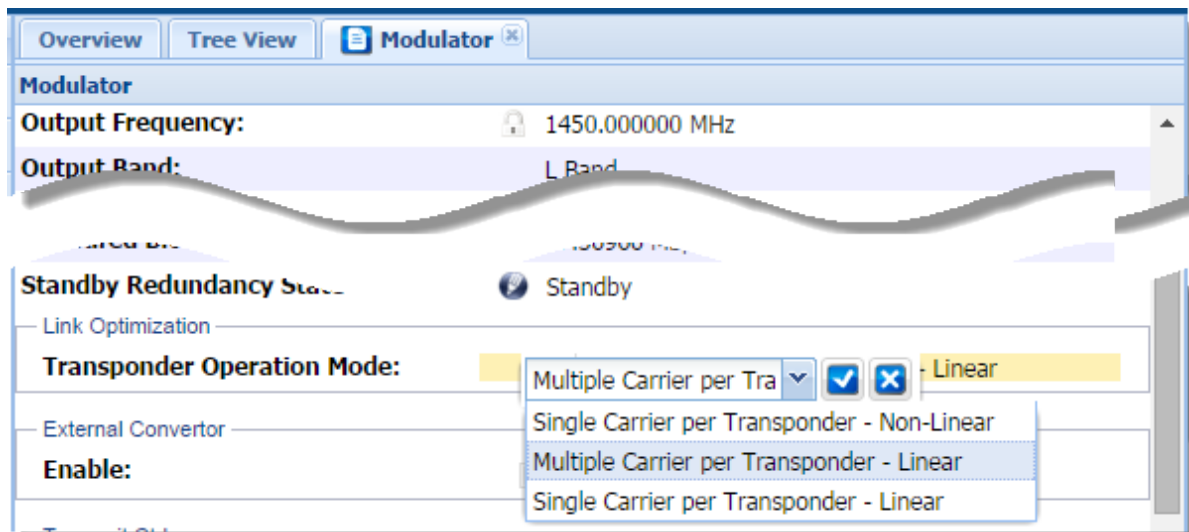 Overview Tree View Modulator
Modulator
Output Frequency: 1450.000000 MHz
Output Band: L Band
Standby Redundancy Standby
Link Optimization
Transponder Operation Mode: Multiple Carrier per Tra - Linear
Single Carrier per Transponder - Non-Linear
External Convertor
Multiple Carrier per Transponder - Linear
Enable:
Single Carrier per Transponder - Linear